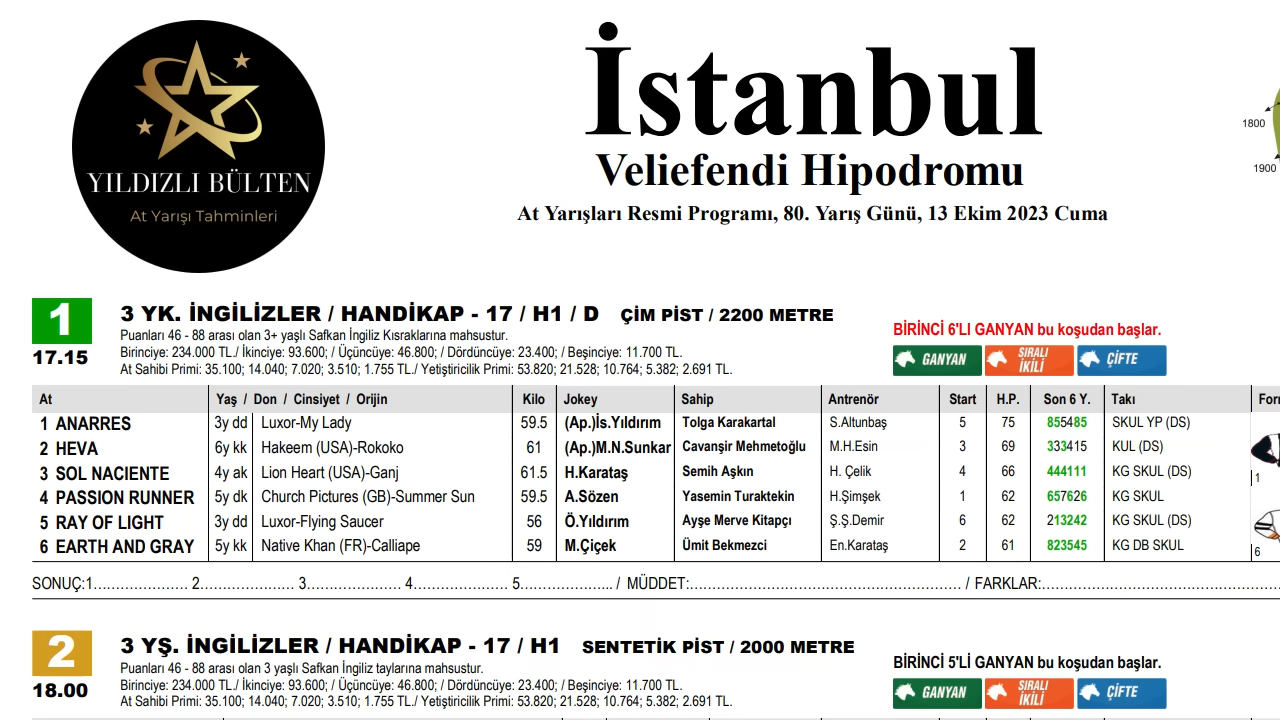 YILDIZLI BÜLTEN
At Yarışı Tahminleri
İstanbul
Veliefendi Hipodromu
At Yarışları Resmi Programı, 80. Yarış Günü, 13 Ekim 2023 Cuma
1800
1900
1 3 YK. İNGİLİZLER / HANDİKAP - 17 / H1 / D ÇİM PİST / 2200 METRE
17.15
Puanları 46 - 88 arası olan 3+ yaşlı Safkan İngiliz Kısraklarına mahsustur.
Birinciye: 234.000 TL./ İkinciye: 93.600; / Üçüncüye: 46.800; / Dördüncüye: 23.400; / Beşinciye: 11.700 TL.
At Sahibi Primi: 35.100; 14.040; 7.020; 3.510; 1.755 TL./ Yetiştiricilik Primi: 53.820; 21.528; 10.764; 5.382; 2.691 TL.
BİRİNCİ 6'LI GANYAN bu koşudan başlar.
GANYAN SIRALI İKİLİ ÇİFTE
At Yaş / Don / Cinsiyet / Orijin Kilo Jokey Sahip Antrenör Start H.P. Son 6 Y. Takı Form
1 ANARRES 3y dd Luxor-My Lady 59.5 (Ap.)İs.Yıldırım Tolga Karakartal S.Altunbaş 5 75 855485 SKUL YP (DS)
2 HEVA 6y kk Hakeem (USA)-Rokoko 61 (Ap.)M.N.Sunkar Cavanşir Mehmetoğlu M.H.Esin 3 69 333415 KUL (DS)
3 SOL NACIENTE 4y ak Lion Heart (USA)-Ganj 61.5 H.Karataş Semih Aşkın H. Çelik 4 66 444111 KG SKUL (DS)
1
4 PASSION RUNNER 5y dk Church Pictures (GB)-Summer Sun 59.5 A.Sözen Yasemin Turaktekin H.Şimşek 1 62 657626 KG SKUL
5 RAY OF LIGHT 3y dd Luxor-Flying Saucer 56 Ö.Yıldırım Ayşe Merve Kitapçı Ş.Ş.Demir 6 62 213242 KG SKUL (DS)
6 EARTH AND GRAY 5y kk Native Khan (FR)-Calliape 59 M.Çiçek Ümit Bekmezci En.Karataş 2 61 823545 KG DB SKUL
6
SONUÇ:1..................... 2..................... 3..................... 4..................... 5..................... / MÜDDET:............................................................ / FARKLAR:............................................................
2 3 YŞ. İNGİLİZLER / HANDİKAP - 17 / H1 SENTETİK PİST / 2000 METRE
18.00
Puanları 46 - 88 arası olan 3 yaşlı Safkan İngiliz taylarına mahsustur.
Birinciye: 234.000 TL./ İkinciye: 93.600; / Üçüncüye: 46.800; / Dördüncüye: 23.400; / Beşinciye: 11.700 TL.
At Sahibi Primi: 35.100; 14.040; 7.020; 3.510; 1.755 TL./ Yetiştiricilik Primi: 53.820; 21.528; 10.764; 5.382; 2.691 TL.
BİRİNCİ 5'Lİ GANYAN bu koşudan başlar.
GANYAN SIRALI İKİLİ ÇİFTE